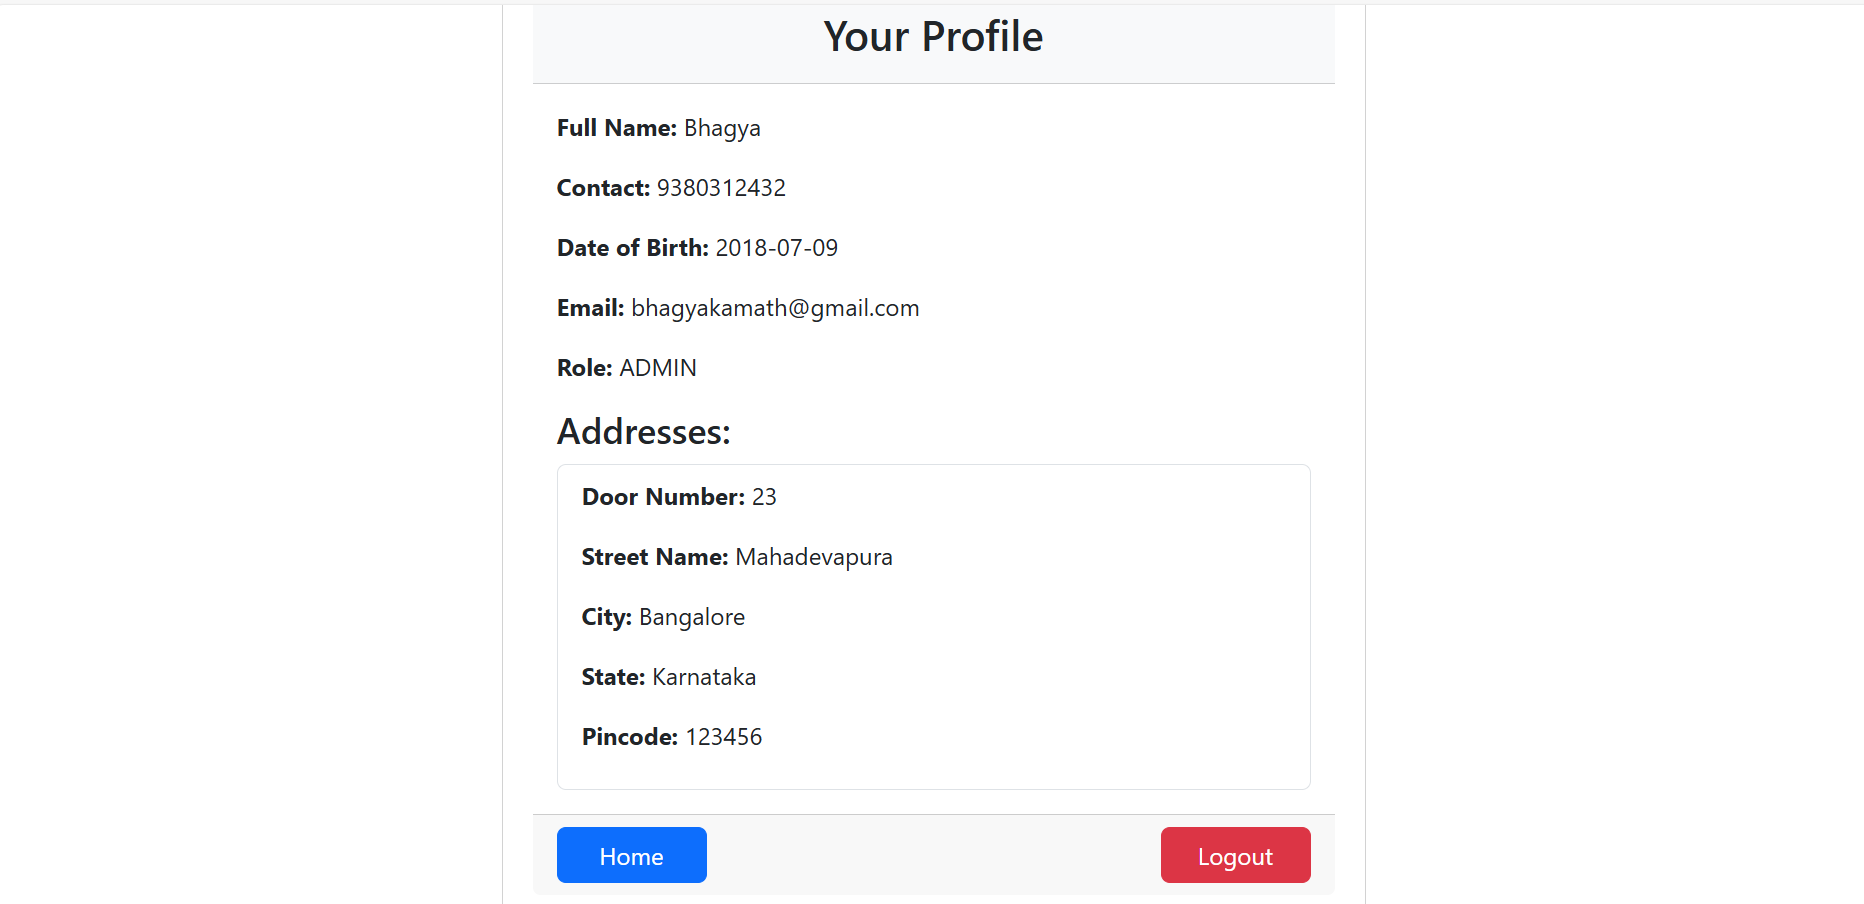 Your Profile
Full Name: Bhagya
Contact: 9380312432
Date of Birth: 2018-07-09
Email: bhagyakamath@gmail.com
Role: ADMIN
Addresses:
Door Number: 23
Street Name: Mahadevapura
City: Bangalore
State: Karnataka
Pincode: 123456
Home
Logout